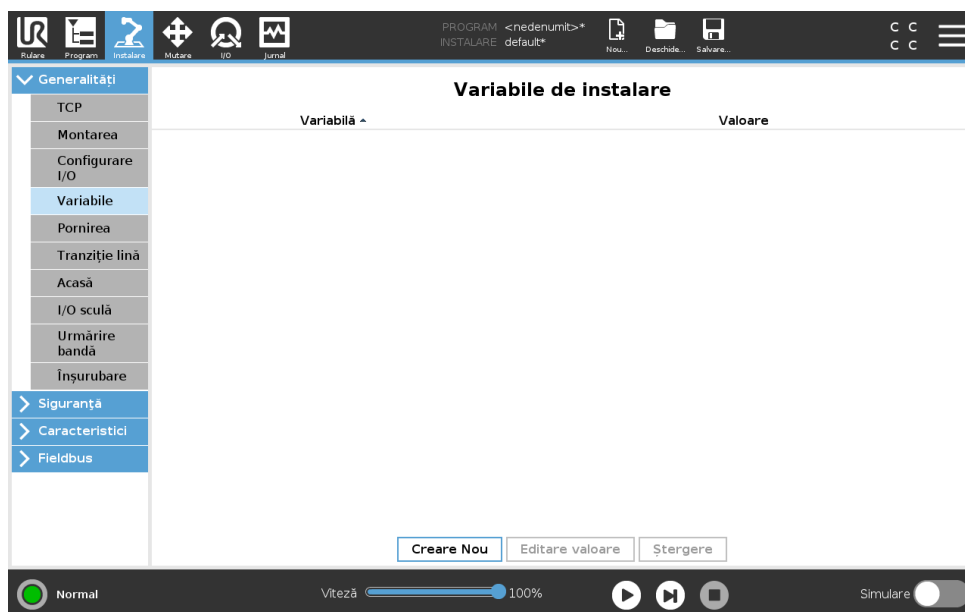 PROGRAM <nedenumit>*
INSTALARE default*
Rulare Program Instalare Mutare I/O Jurnal Nou... Deschide... Salvare...
C C
C C
Generalități
TCP
Montarea
Configurare
I/O
Variabile
Pornirea
Tranziție lină
Acasă
I/O sculă
Urmărire
bandă
Înșurubare
Siguranță
Caracteristici
Fieldbus
Variabile de instalare
Variabilă Valoare
Creare Nou Editare valoare Ștergere
Normal Viteză 100% Simulare